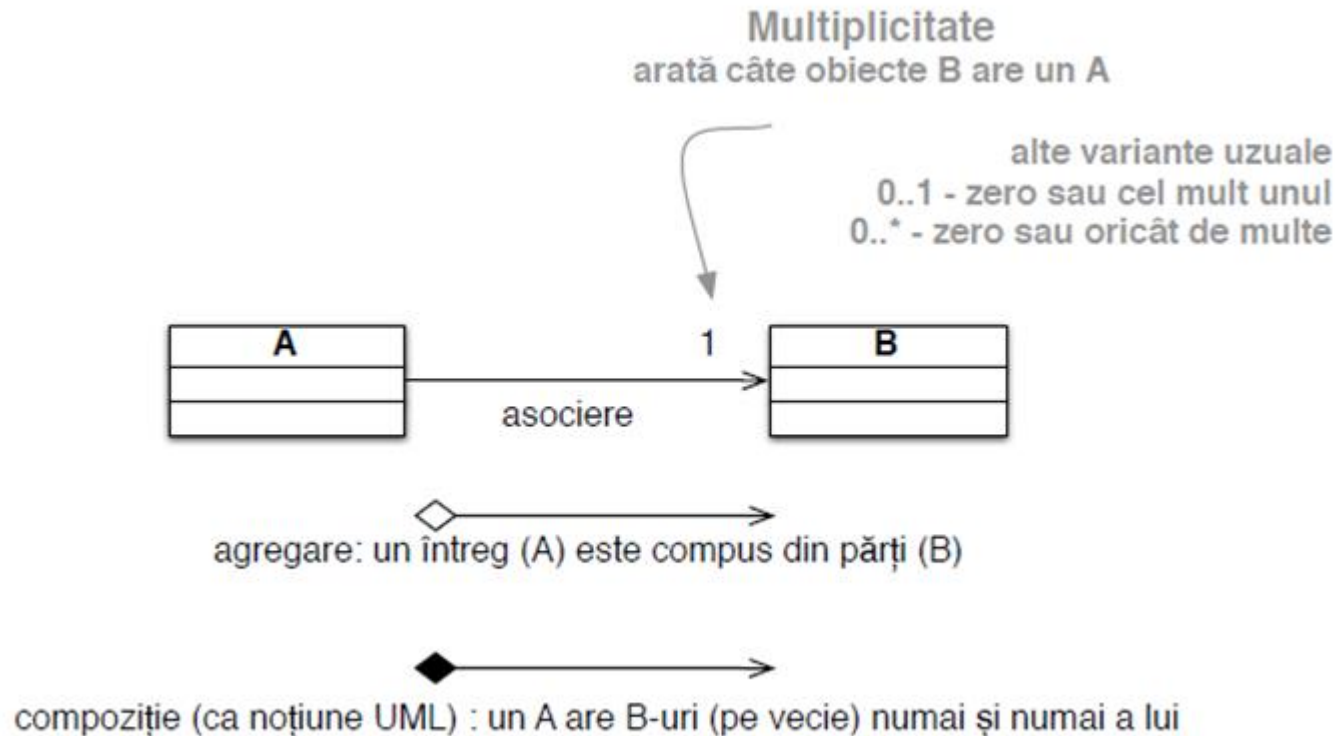 Multiplicitate
arată câte obiecte B are un A
alte variante uzuale
0..1 - zero sau cel mult unul
0..* - zero sau oricât de multe
A
1
B
asociere
agregare: un întreg (A) este compus din părți (B)
compoziție (ca noțiune UML) : un A are B-uri (pe vecie) numai și numai a lui